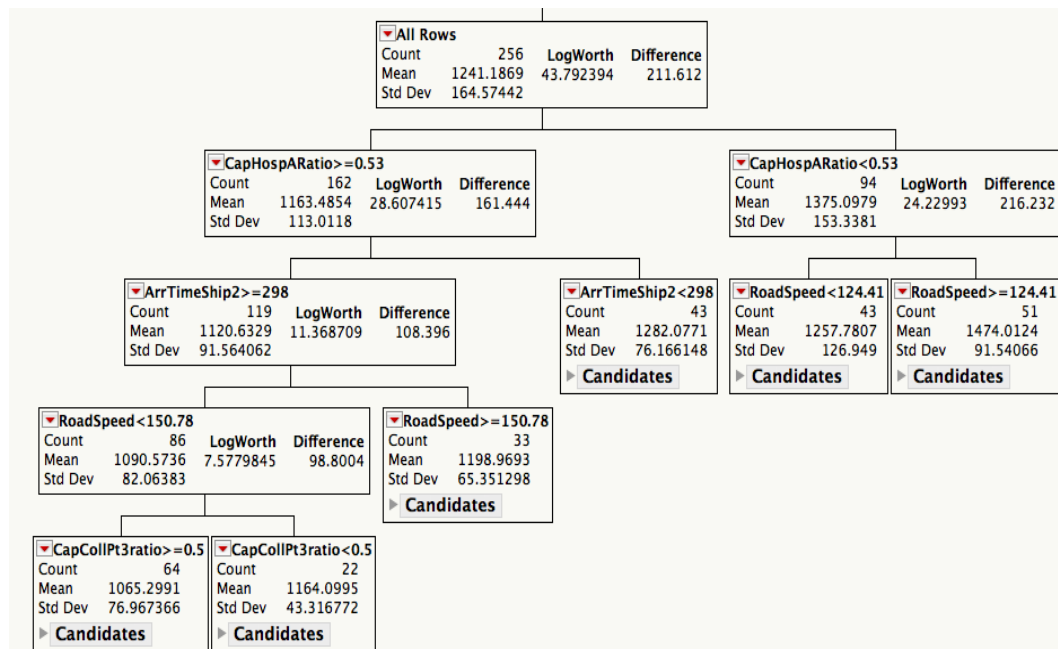 All Rows
Count 256 LogWorth Difference
Mean 1241.1869 43.792394 211.612
Std Dev 164.57442
CapHospARatio>=0.53
Count 162 LogWorth Difference
Mean 1163.4854 28.607415 161.444
Std Dev 113.0118
CapHospARatio<0.53
Count 94 LogWorth Difference
Mean 1375.0979 24.22993 216.232
Std Dev 153.3381
ArrTimeShip2>=298
Count 119 LogWorth Difference
Mean 1120.6329 11.368709 108.396
Std Dev 91.564062
ArrTimeShip2<298
Count 43
Mean 1282.0771
Std Dev 76.166148
Candidates
RoadSpeed<124.41
Count 43
Mean 1257.7807
Std Dev 126.949
Candidates
RoadSpeed>=124.41
Count 51
Mean 1474.0124
Std Dev 91.54066
Candidates
RoadSpeed<150.78
Count 86 LogWorth Difference
Mean 1090.5736 7.5779845 98.8004
Std Dev 82.06383
RoadSpeed>=150.78
Count 33
Mean 1198.9693
Std Dev 65.351298
Candidates
CapCollPt3ratio>=0.5
Count 64
Mean 1065.2991
Std Dev 76.967366
Candidates
CapCollPt3ratio<0.5
Count 22
Mean 1164.0995
Std Dev 43.316772
Candidates